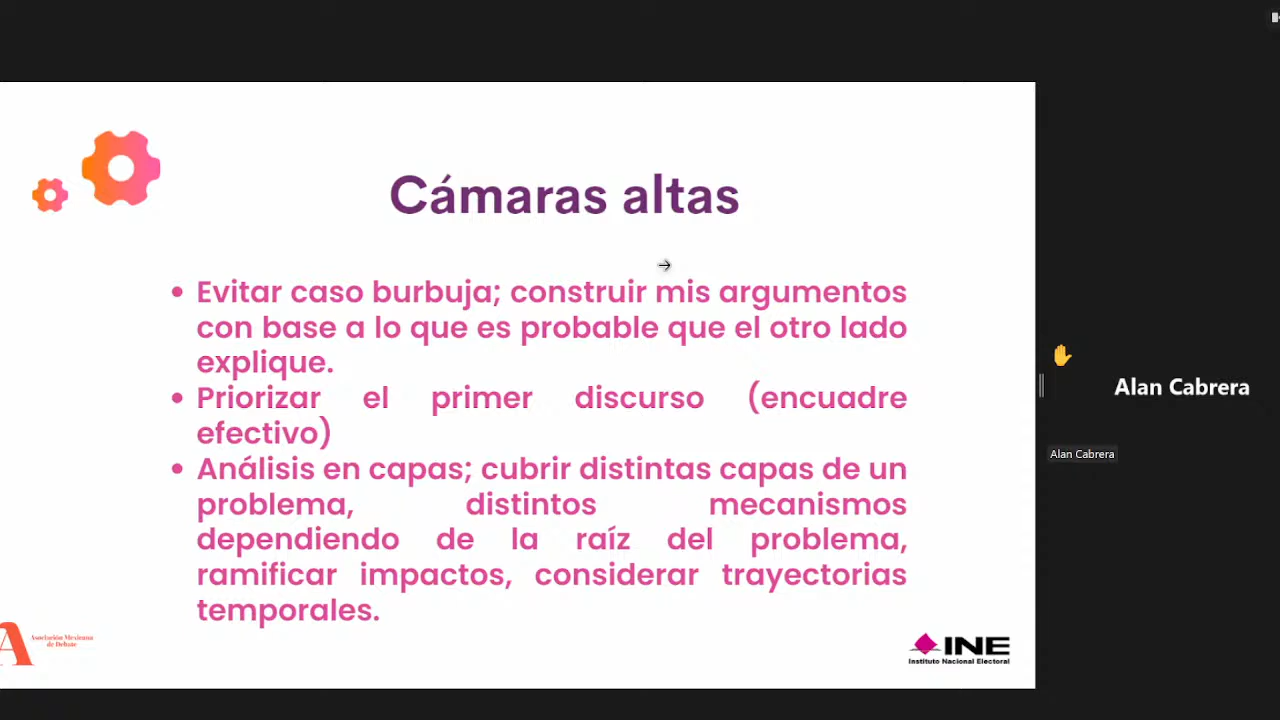 Cámaras altas
• Evitar caso burbuja; construir mis argumentos
con base a lo que es probable que el otro lado
explique.
• Priorizar el primer discurso (encuadre
efectivo)
• Análisis en capas; cubrir distintas capas de un
problema, distintos mecanismos
dependiendo de la raíz del problema,
ramificar impactos, considerar trayectorias
temporales.
A
Asociación Mexicana
de Debate
INE
Instituto Nacional Electoral
Alan Cabrera
Alan Cabrera